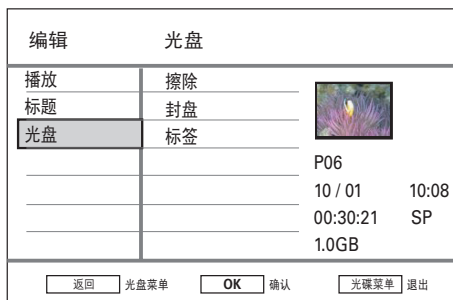 编辑 光盘
播放 擦除
标题 封盘
光盘 标签
P06
10 / 01 10:08
00:30:21 SP
1.0GB
返回 光盘菜单 OK 确认 光碟菜单 退出